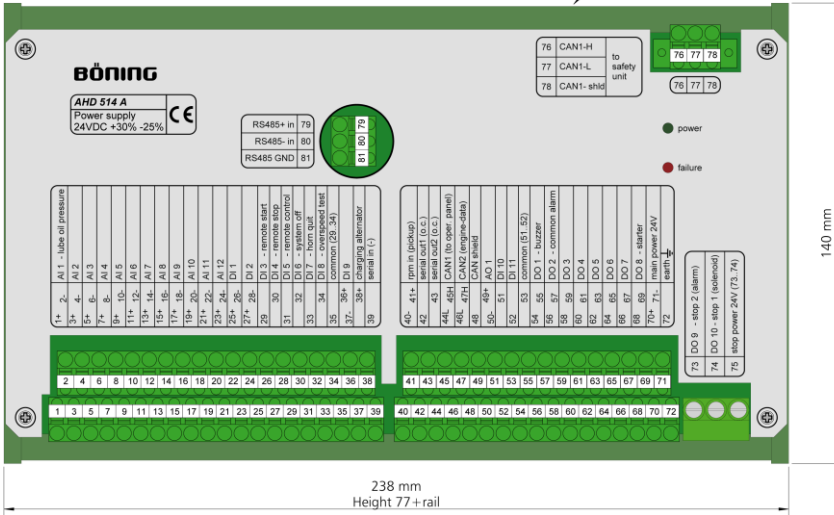 BÖNING
AHD 514 A
Power supply
24VDC +30% -25%
CE
RS485+ in 79
RS485- in 80
RS485 GND 81
79
80
81
76 CAN1-H
77 CAN1-L
78 CAN1- shld
to
safety
unit
76 77 78
76 77 78
power
failure
1+ 2- AI 1 - lube oil pressure
3+ 4- AI 2
5+ 6- AI 3
7+ 8- AI 4
9+ 10- AI 5
11+ 12- AI 6
13+ 14- AI 7
15+ 16- AI 8
17+ 18- AI 9
19+ 20- AI 10
21+ 22- AI 11
23+ 24- AI 12
25+ 26- DI 1
27+ 28- DI 2
29 DI 3 - remote start
30 DI 4 - remote stop
31 DI 5 - remote control
32 DI 6 - system off
33 DI 7 - horn quit
34 DI 8 - overspeed test
35 common (29..34)
37- 36+ DI 9
38+ charging alternator
39 serial in (-)
40- 41+ rpm in (pickup)
42 serial out1 (o.c.)
43 serial out2 (o.c.)
44L 45H CAN1 (to oper. panel)
46L 47H CAN2 (engine-data)
48 CAN shield
50- 49+ AO 1
51 DI 10
52 DI 11
53 common (51..52)
54 55 DO 1 - buzzer
56 57 DO 2 - common alarm
58 59 DO 3
60 61 DO 4
62 63 DO 5
64 65 DO 6
66 67 DO 7
68 69 DO 8 - starter
70+ 71- main power 24V
72 earth
73 DO 9 - stop 2 (alarm)
74 DO 10 - stop 1 (solenoid)
75 stop power 24V (73..74)
2 4 6 8 10 12 14 16 18 20 22 24 26 28 30 32 34 36 38
1 3 5 7 9 11 13 15 17 19 21 23 25 27 29 31 33 35 37 39
41 43 45 47 49 51 53 55 57 59 61 63 65 67 69 71
40 42 44 46 48 50 52 54 56 58 60 62 64 66 68 70 72
140 mm
238 mm
Height 77+rail